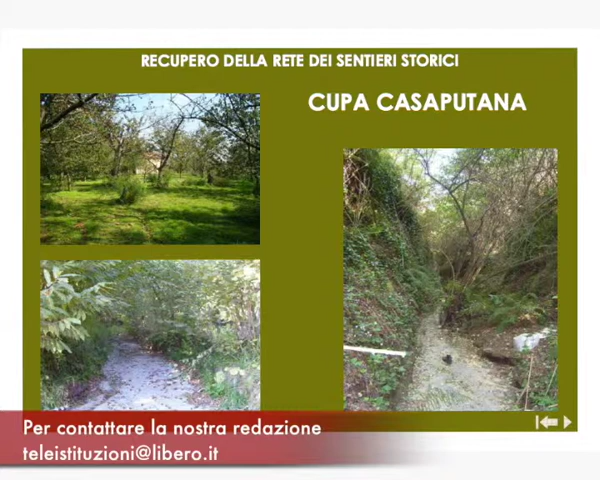 RECUPERO DELLA RETE DEI SENTIERI STORICI
CUPA CASAPUTANA
Per contattare la nostra redazione
teleistituzioni@libero.it